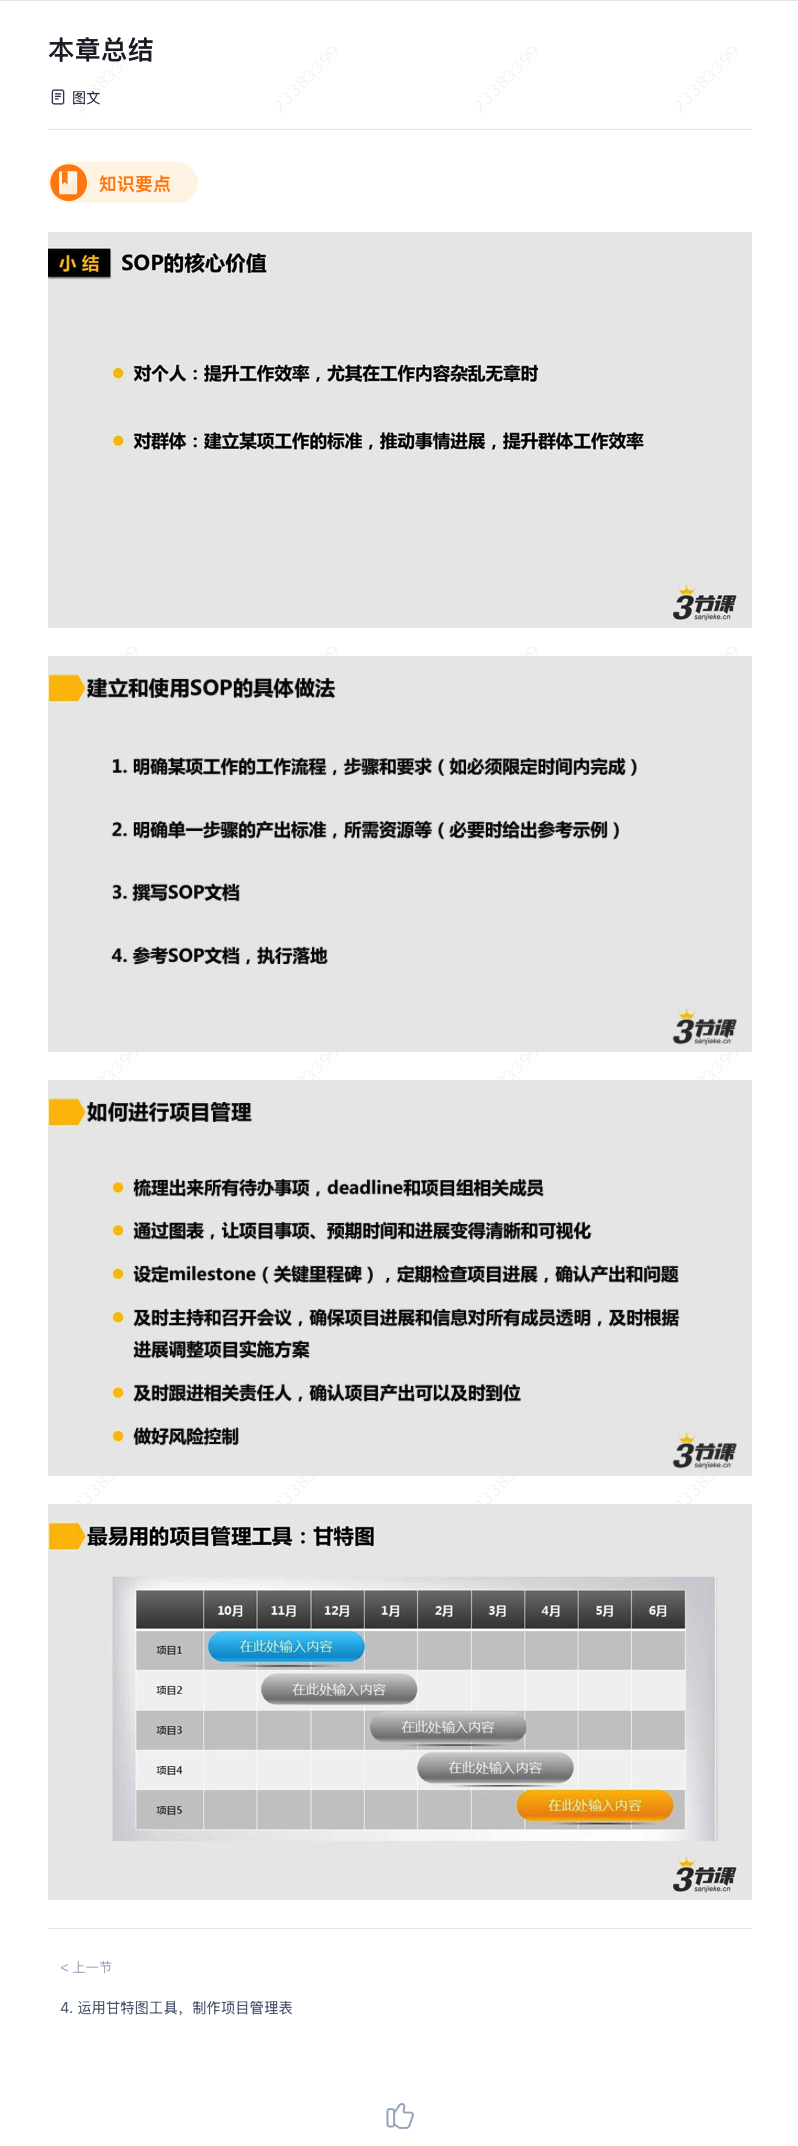 本章总结
图文
23383399 23383399 23383399 23383399
知识要点
小 结 SOP的核心价值
对个人：提升工作效率，尤其在工作内容杂乱无章时
对群体：建立某项工作的标准，推动事情进展，提升群体工作效率
3节课
sanjieke.cn
建立和使用SOP的具体做法
1. 明确某项工作的工作流程，步骤和要求（如必须限定时间内完成）
2. 明确单一步骤的产出标准，所需资源等（必要时给出参考示例）
3. 撰写SOP文档
4. 参考SOP文档，执行落地
3节课
sanjieke.cn
如何进行项目管理
梳理出来所有待办事项，deadline和项目组相关成员
通过图表，让项目事项、预期时间和进展变得清晰和可视化
设定milestone（关键里程碑），定期检查项目进展，确认产出和问题
及时主持和召开会议，确保项目进展和信息对所有成员透明，及时根据
进展调整项目实施方案
及时跟进相关责任人，确认项目产出可以及时到位
做好风险控制
3节课
sanjieke.cn
最易用的项目管理工具：甘特图
10月 11月 12月 1月 2月 3月 4月 5月 6月
项目1 在此处输入内容
项目2 在此处输入内容
项目3 在此处输入内容
项目4 在此处输入内容
项目5 在此处输入内容
3节课
sanjieke.cn
< 上一节
4. 运用甘特图工具，制作项目管理表